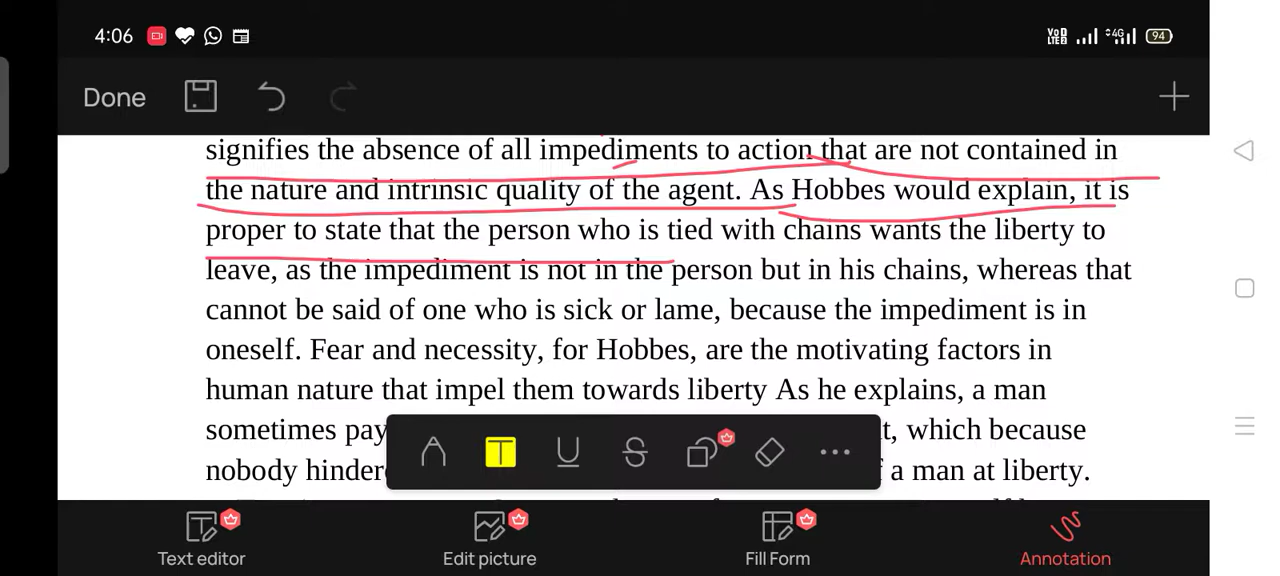 4:06
VoD LTE2 4G 94
Done
signifies the absence of all impediments to action that are not contained in
the nature and intrinsic quality of the agent. As Hobbes would explain, it is
proper to state that the person who is tied with chains wants the liberty to
leave, as the impediment is not in the person but in his chains, whereas that
cannot be said of one who is sick or lame, because the impediment is in
oneself. Fear and necessity, for Hobbes, are the motivating factors in
human nature that impel them towards liberty As he explains, a man
sometimes pay t, which because
nobody hinder a man at liberty.
T T U S
Text editor Edit picture Fill Form Annotation